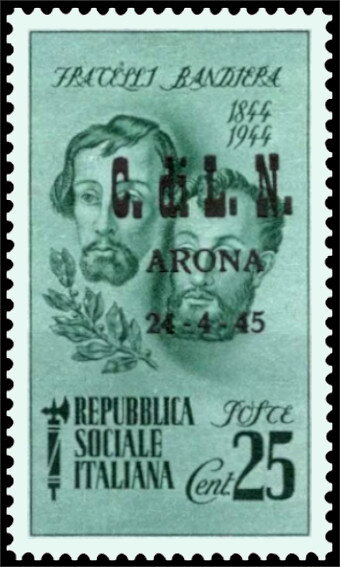 FRATELLI BANDIERA
1844
1944
C. di L. N.
ARONA
24-4-45
REPUBBLICA
SOCIALE
ITALIANA
POSTE
Cent. 25